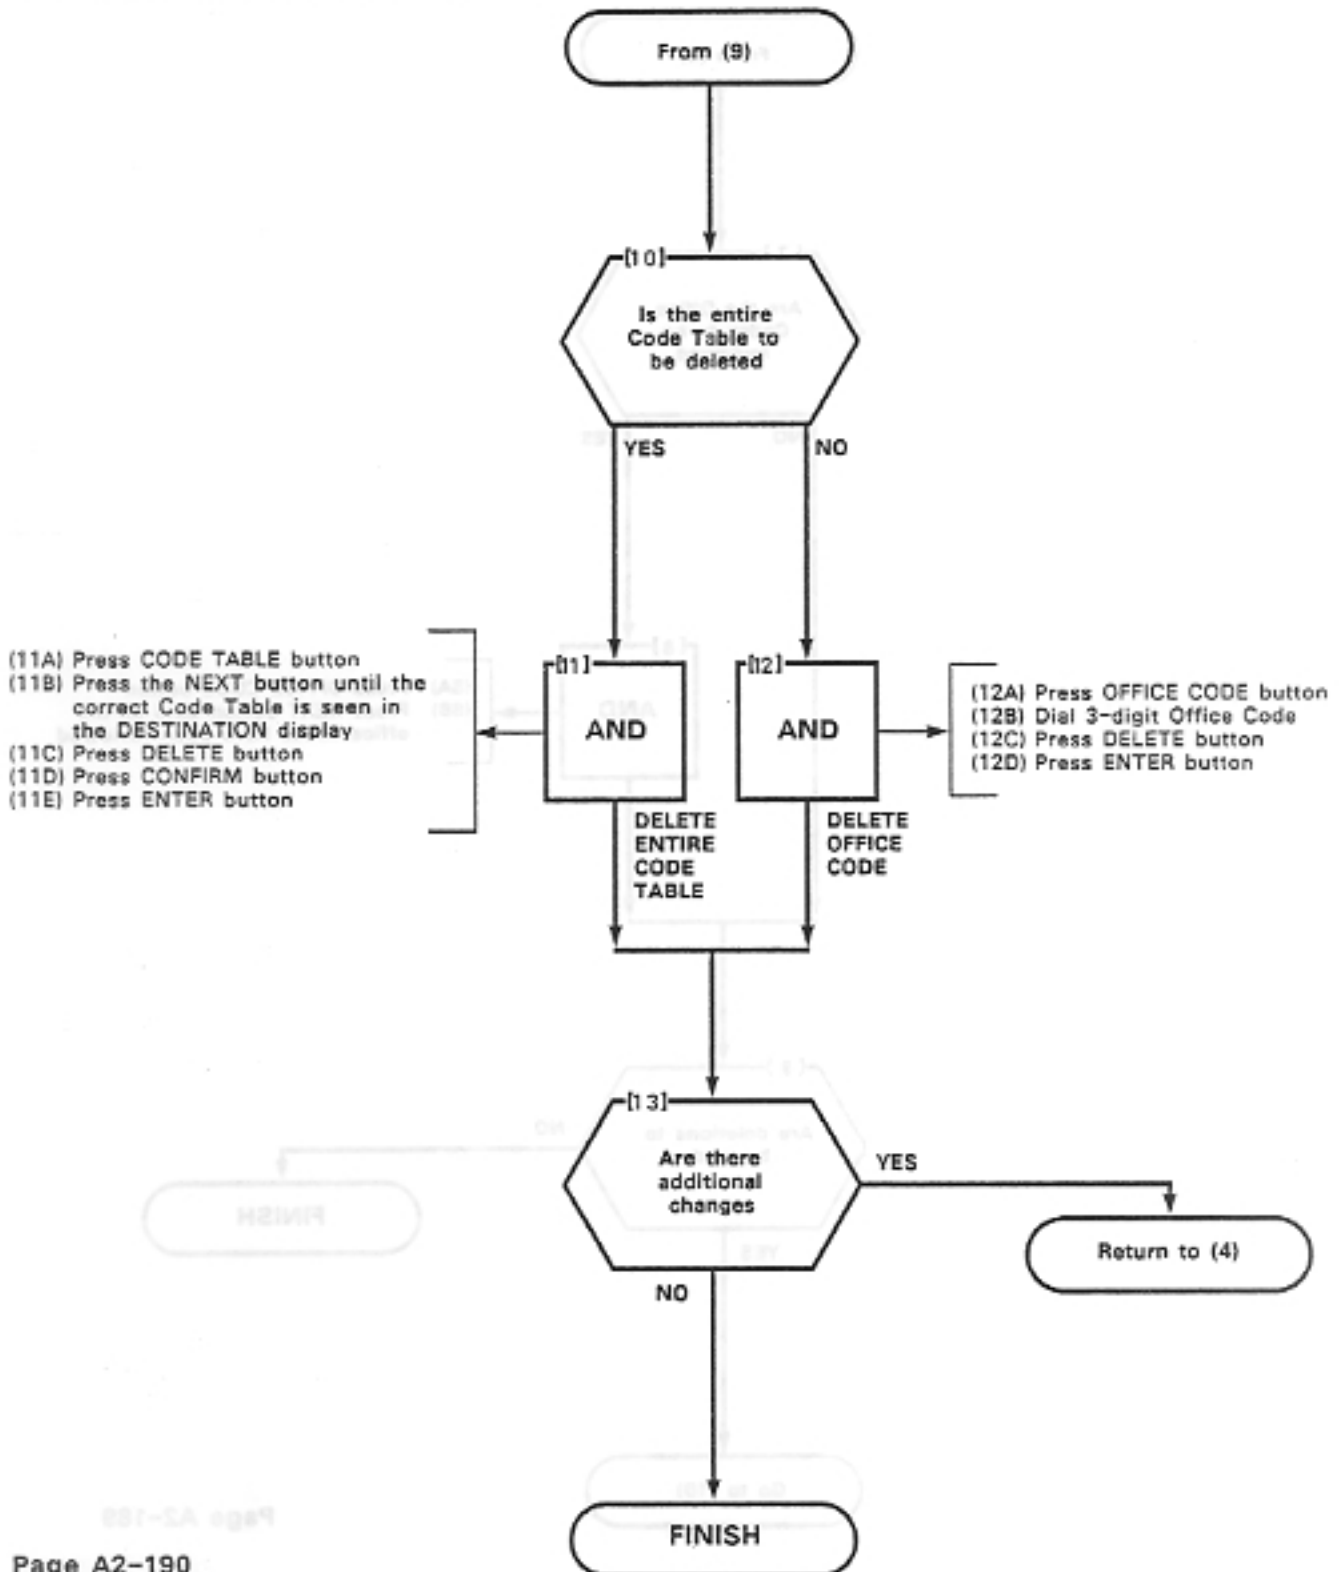 From (9)
[10]
Is the entire
Code Table to
be deleted
YES
NO
(11A) Press CODE TABLE button
(11B) Press the NEXT button until the
correct Code Table is seen in
the DESTINATION display
(11C) Press DELETE button
(11D) Press CONFIRM button
(11E) Press ENTER button
[11]
AND
[12]
AND
(12A) Press OFFICE CODE button
(12B) Dial 3-digit Office Code
(12C) Press DELETE button
(12D) Press ENTER button
DELETE
ENTIRE
CODE
TABLE
DELETE
OFFICE
CODE
[13]
Are there
additional
changes
YES
Return to (4)
NO
FINISH
Page A2-190